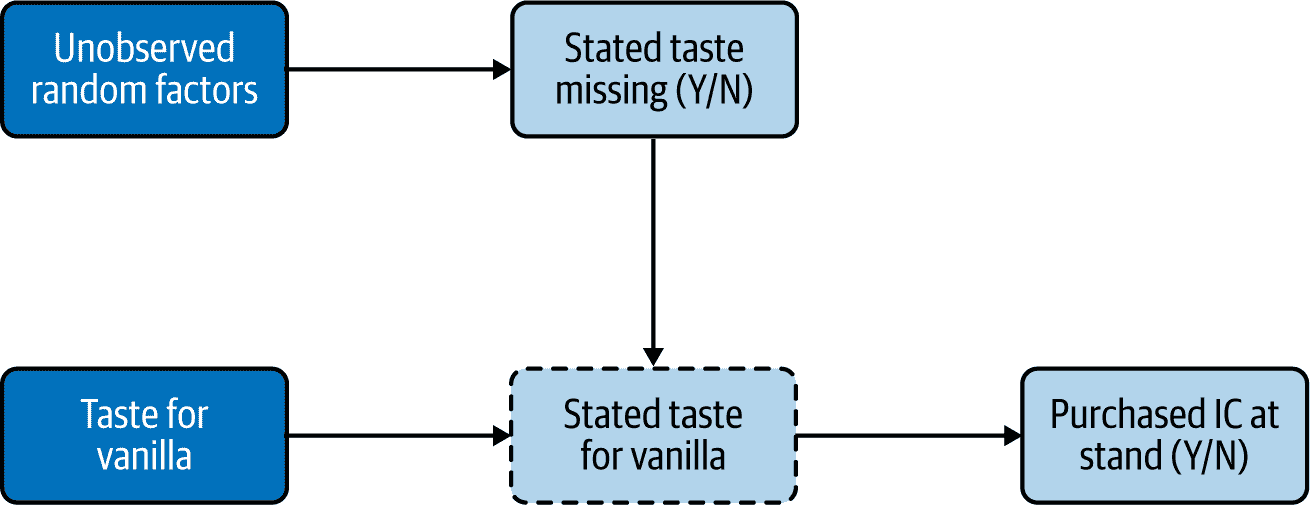 Unobserved
random factors
Stated taste
missing (Y/N)
Taste for
vanilla
Stated taste
for vanilla
Purchased IC at
stand (Y/N)